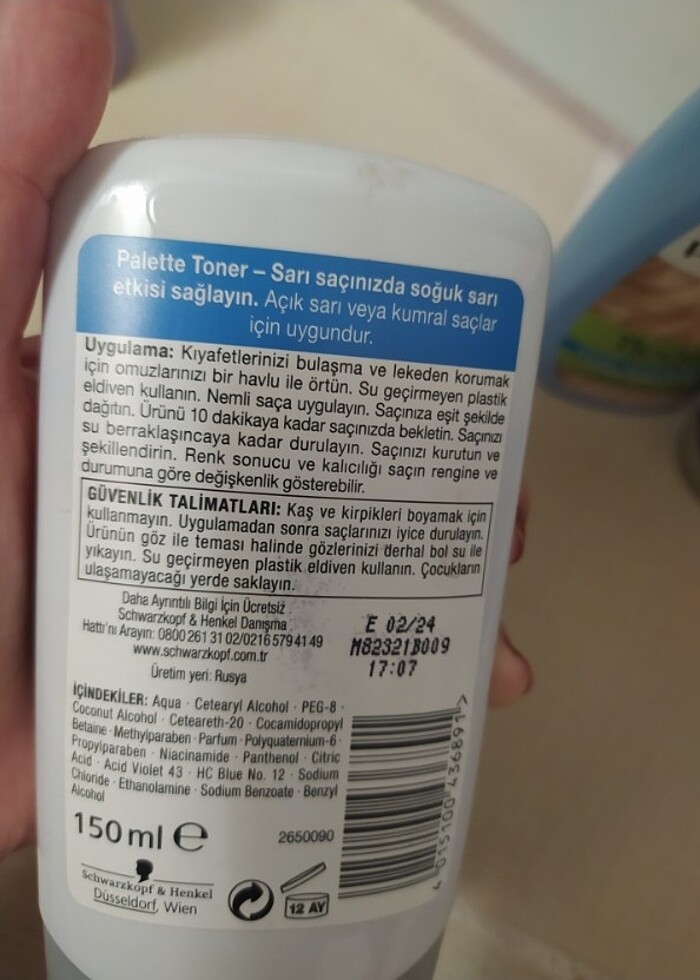 Palette Toner – Sarı saçınızda soğuk sarı
etkisi sağlayın. Açık sarı veya kumral saçlar
için uygundur.
Uygulama: Kıyafetlerinizi bulaşma ve lekeden korumak
için omuzlarınızı bir havlu ile örtün. Su geçirmeyen plastik
eldiven kullanın. Nemli saça uygulayın. Saçınıza eşit şekilde
dağıtın. Ürünü 10 dakikaya kadar saçınızda bekletin. Saçınızı
su berraklaşıncaya kadar durulayın. Saçınızı kurutun ve
şekillendirin. Renk sonucu ve kalıcılığı saçın rengine ve
durumuna göre değişkenlik gösterebilir.
GÜVENLİK TALİMATLARI: Kaş ve kirpikleri boyamak için
kullanmayın. Uygulamadan sonra saçlarınızı iyice durulayın.
Ürünün göz ile teması halinde gözlerinizi derhal bol su ile
yıkayın. Su geçirmeyen plastik eldiven kullanın. Çocukların
ulaşamayacağı yerde saklayın.
Daha Ayrıntılı Bilgi İçin Ücretsiz
Schwarzkopf & Henkel Danışma
Hattı'nı Arayın: 0800 261 31 02/0216 579 41 49
www.schwarzkopf.com.tr
Üretim yeri: Rusya
E 02/24
M82321B009
17:07
İÇİNDEKİLER: Aqua · Cetearyl Alcohol · PEG-8 ·
Coconut Alcohol · Ceteareth-20 · Cocamidopropyl
Betaine · Methylparaben · Parfum · Polyquaternium-6 ·
Propylparaben · Niacinamide · Panthenol · Citric
Acid · Acid Violet 43 · HC Blue No. 12 · Sodium
Chloride · Ethanolamine · Sodium Benzoate · Benzyl
Alcohol
150 ml e
2650090
4 015100 436891 >
Schwarzkopf & Henkel
Düsseldorf, Wien
12 AY